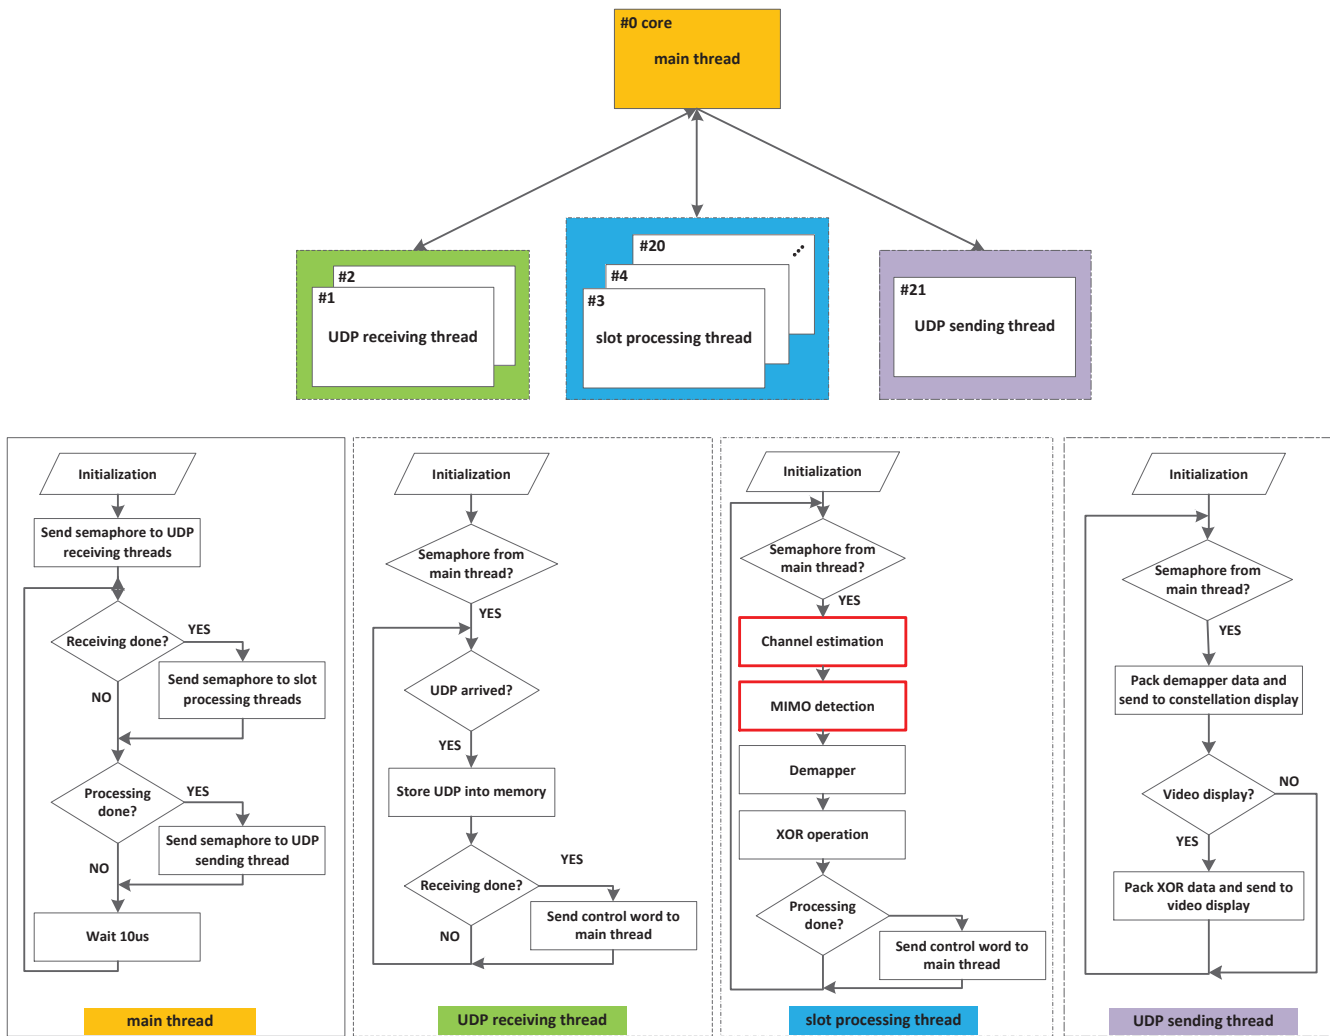 #0 core
main thread
#2
#1
UDP receiving thread
#20
#4
#3
slot processing thread
#21
UDP sending thread
Initialization
Send semaphore to UDP
receiving threads
Receiving done?
YES
Send semaphore to slot
processing threads
NO
Processing
done?
YES
Send semaphore to UDP
sending thread
NO
Wait 10us
main thread
Initialization
Semaphore from
main thread?
YES
UDP arrived?
YES
Store UDP into memory
Receiving done?
YES
Send control word to
main thread
NO
UDP receiving thread
Initialization
Semaphore from
main thread?
YES
Channel estimation
MIMO detection
Demapper
XOR operation
Processing
done?
Send control word to
main thread
slot processing thread
Initialization
Semaphore from
main thread?
YES
Pack demapper data and
send to constellation display
Video display?
NO
YES
Pack XOR data and send to
video display
UDP sending thread